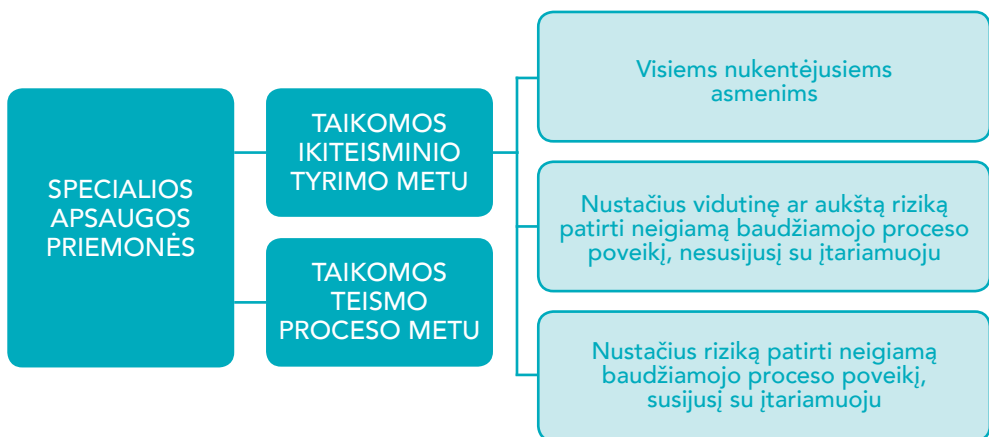 SPECIALIOS
APSAUGOS
PRIEMONĖS
TAIKOMOS
IKITEISMINIO
TYRIMO METU
TAIKOMOS
TEISMO
PROCESO METU
Visiems nukentėjusiems
asmenims
Nustačius vidutinę ar aukštą riziką
patirti neigiamą baudžiamojo proceso
poveikį, nesusijusį su įtariamuoju
Nustačius riziką patirti neigiamą
baudžiamojo proceso poveikį,
susijusį su įtariamuoju